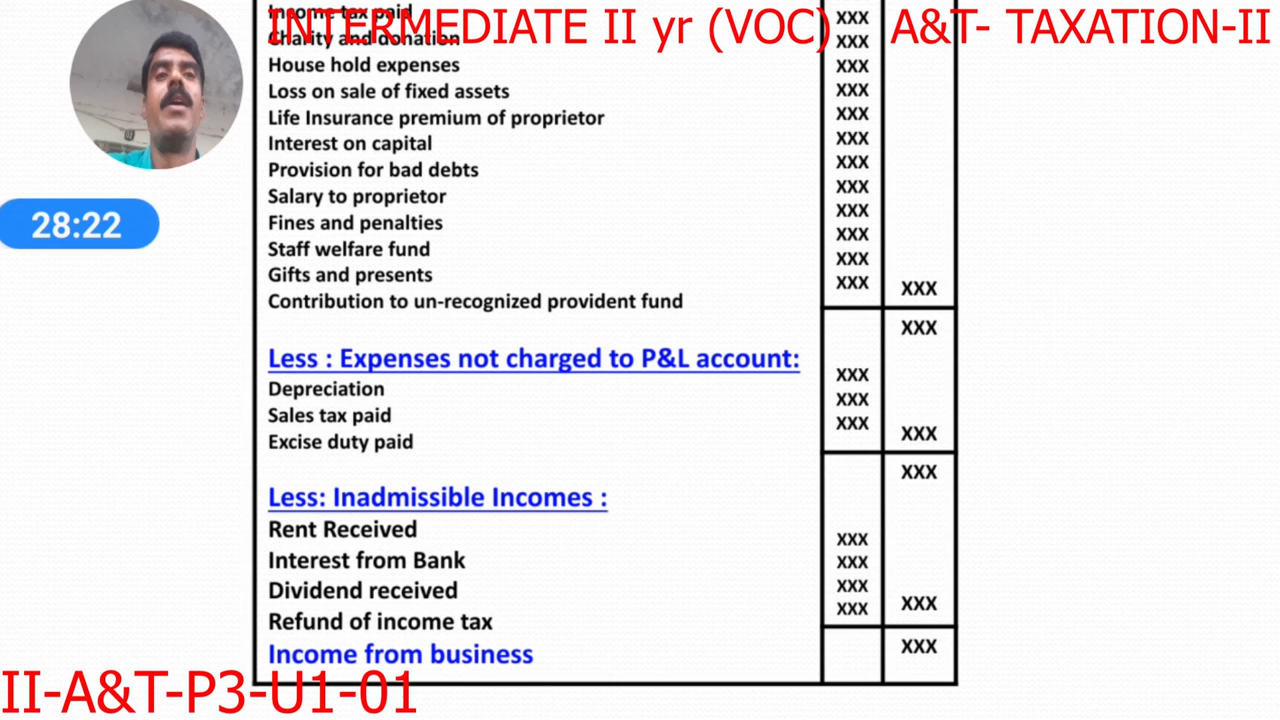 INTERMEDIATE II yr (VOC) A&T- TAXATION-II
Income tax paid XXX
Charity and donation XXX
House hold expenses XXX
Loss on sale of fixed assets XXX
Life Insurance premium of proprietor XXX
Interest on capital XXX
Provision for bad debts XXX
Salary to proprietor XXX
Fines and penalties XXX
Staff welfare fund XXX
Gifts and presents XXX
Contribution to un-recognized provident fund XXX XXX
XXX
28:22
Less : Expenses not charged to P&L account:
Depreciation XXX
Sales tax paid XXX
Excise duty paid XXX XXX
XXX
Less: Inadmissible Incomes :
Rent Received XXX
Interest from Bank XXX
Dividend received XXX
Refund of income tax XXX XXX
Income from business XXX
II-A&T-P3-U1-01